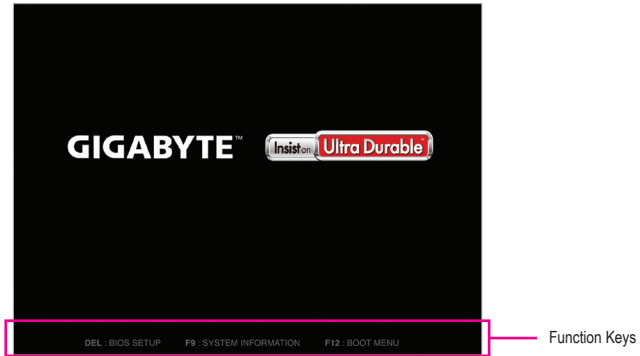 GIGABYTE™ Insist on Ultra Durable™
DEL : BIOS SETUP F9 : SYSTEM INFORMATION F12 : BOOT MENU
Function Keys